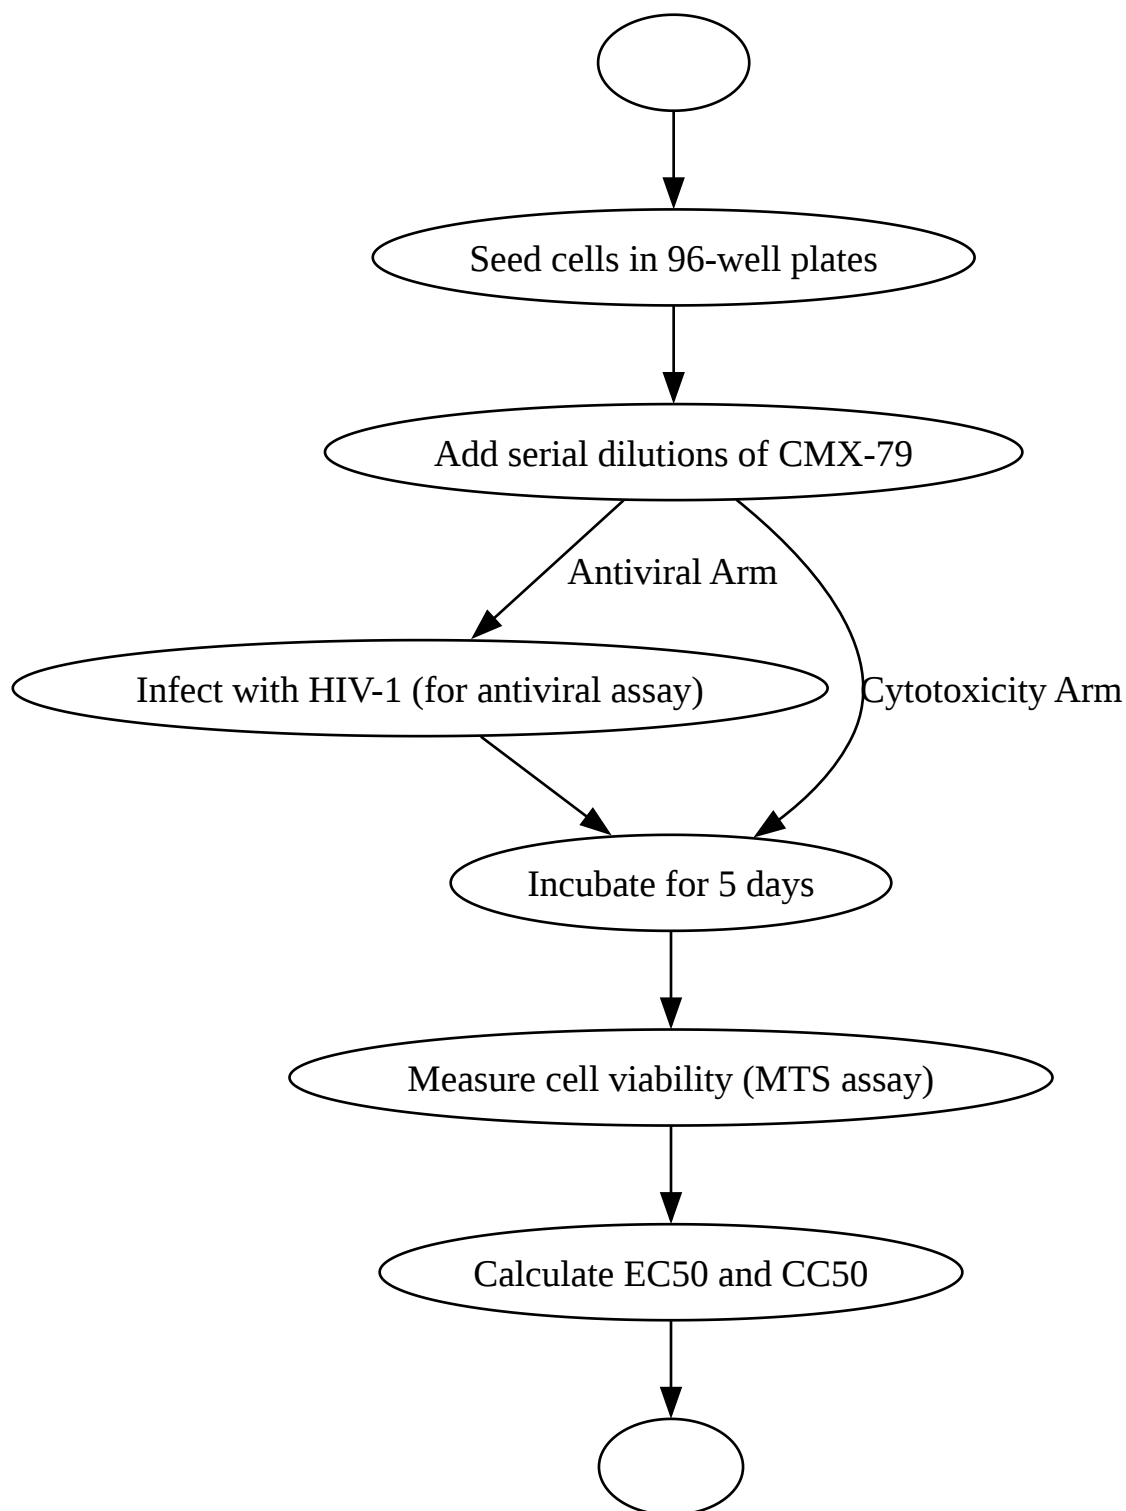 Seed cells in 96-well plates
Add serial dilutions of CMX-79
Antiviral Arm
Infect with HIV-1 (for antiviral assay)
Cytotoxicity Arm
Incubate for 5 days
Measure cell viability (MTS assay)
Calculate EC50 and CC50